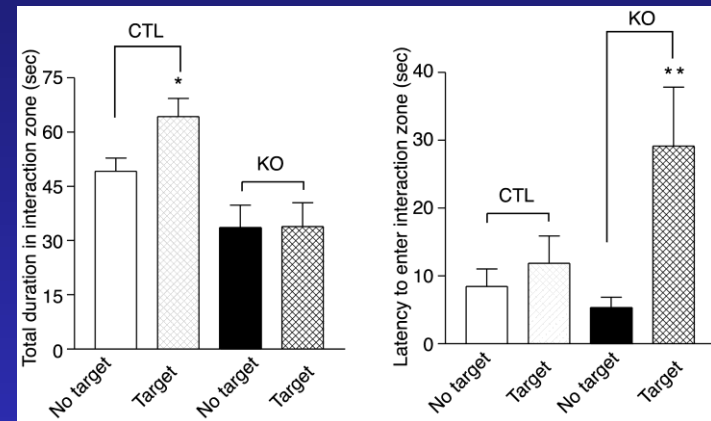 Total duration in interaction zone (sec)
75
60
45
30
15
0
CTL
*
KO
No target
Target
No target
Target
Latency to enter interaction zone (sec)
40
30
20
10
0
CTL
KO
**
No target
Target
No target
Target